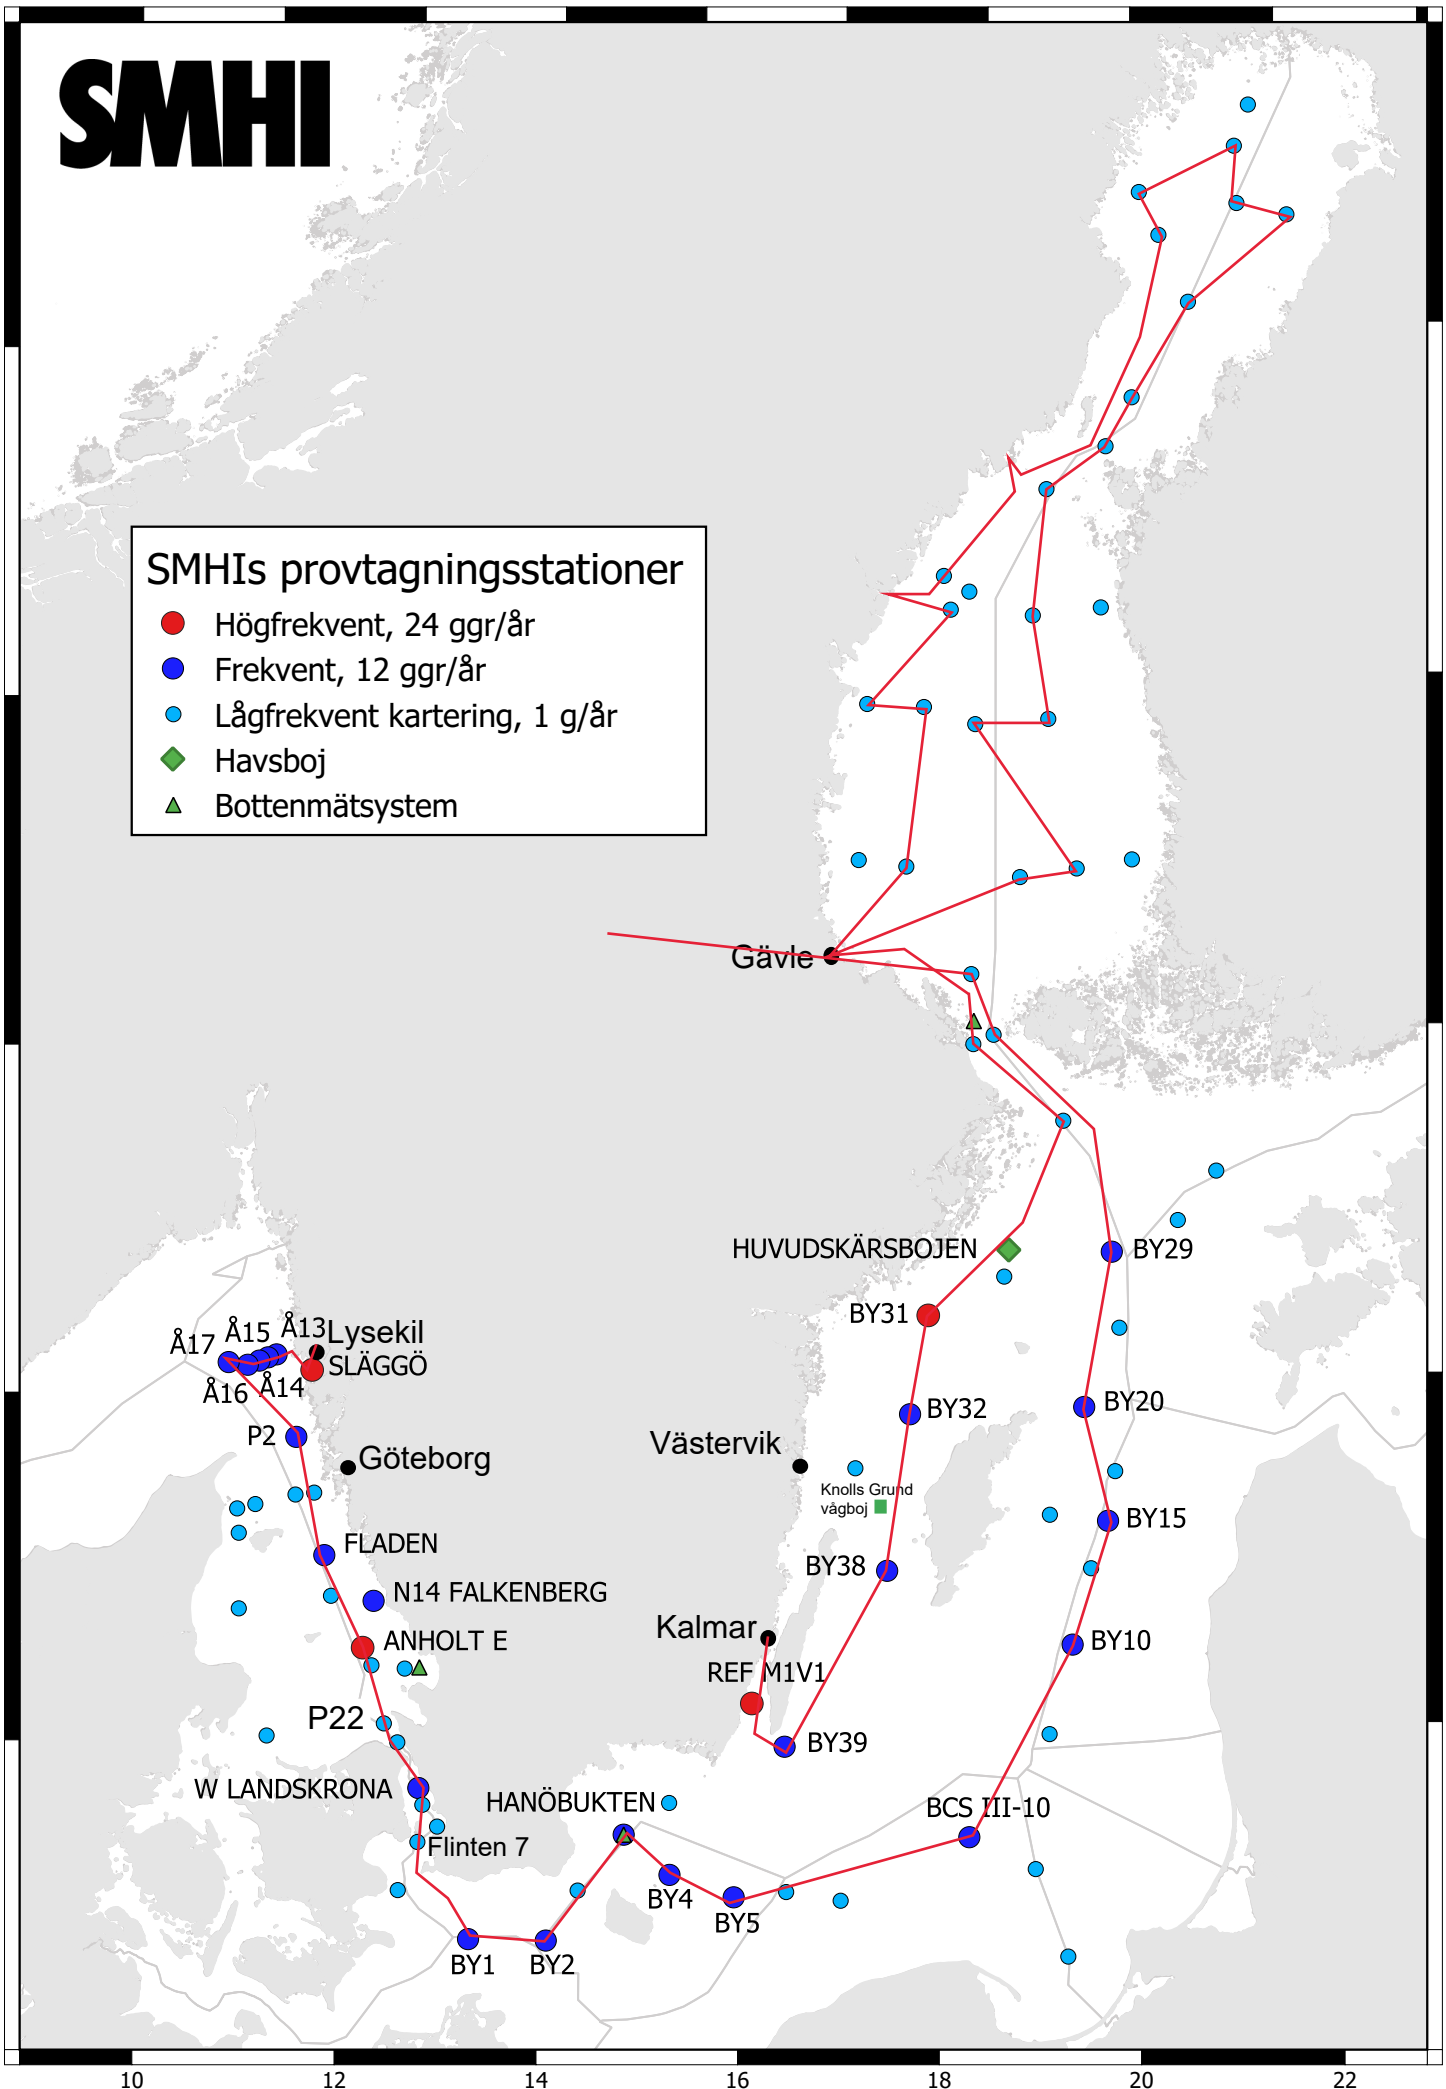 SMHI
SMHIs provtagningsstationer
Högfrekvent, 24 ggr/år
Frekvent, 12 ggr/år
Lågfrekvent kartering, 1 g/år
Havsboj
Bottenmätsystem
Gävle
HUVUDSKÄRSBOJEN
BY29
BY31
Å17
Å15
Å13
Lysekil
SLÄGGÖ
Å16
Å14
BY32
BY20
P2
Göteborg
Västervik
Knolls Grund
vågboj
BY15
FLADEN
BY38
N14 FALKENBERG
Kalmar
ANHOLT E
BY10
REF M1V1
P22
BY39
W LANDSKRONA
HANÖBUKTEN
BCS III-10
Flinten 7
BY4
BY5
BY1
BY2
10
12
14
16
18
20
22